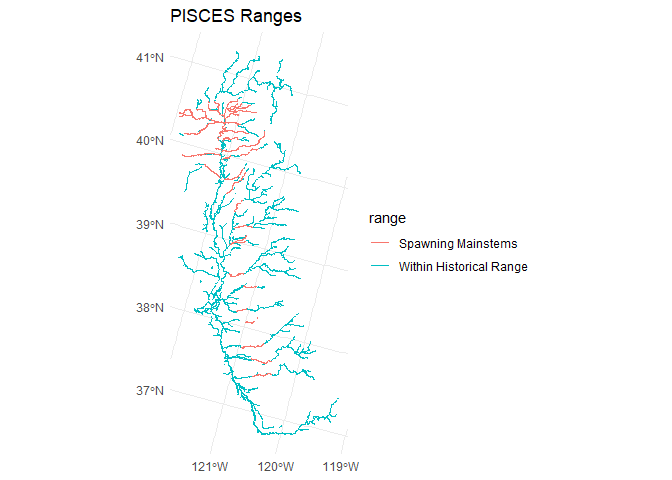 PISCES Ranges
41°N
40°N
39°N
38°N
37°N
121°W
120°W
119°W
range
Spawning Mainstems
Within Historical Range